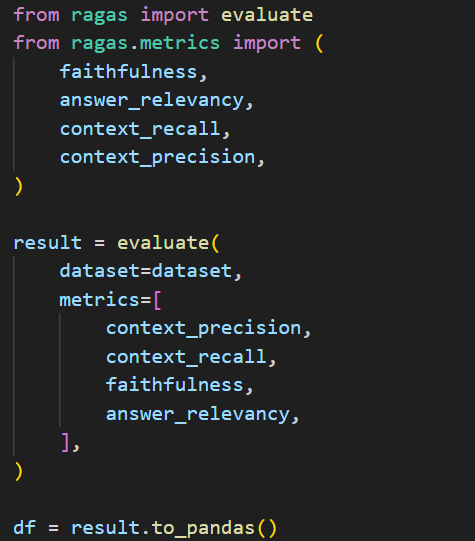 from ragas import evaluate
from ragas.metrics import (
    faithfulness,
    answer_relevancy,
    context_recall,
    context_precision,
)

result = evaluate(
    dataset=dataset,
    metrics=[
        context_precision,
        context_recall,
        faithfulness,
        answer_relevancy,
    ],
)

df = result.to_pandas()